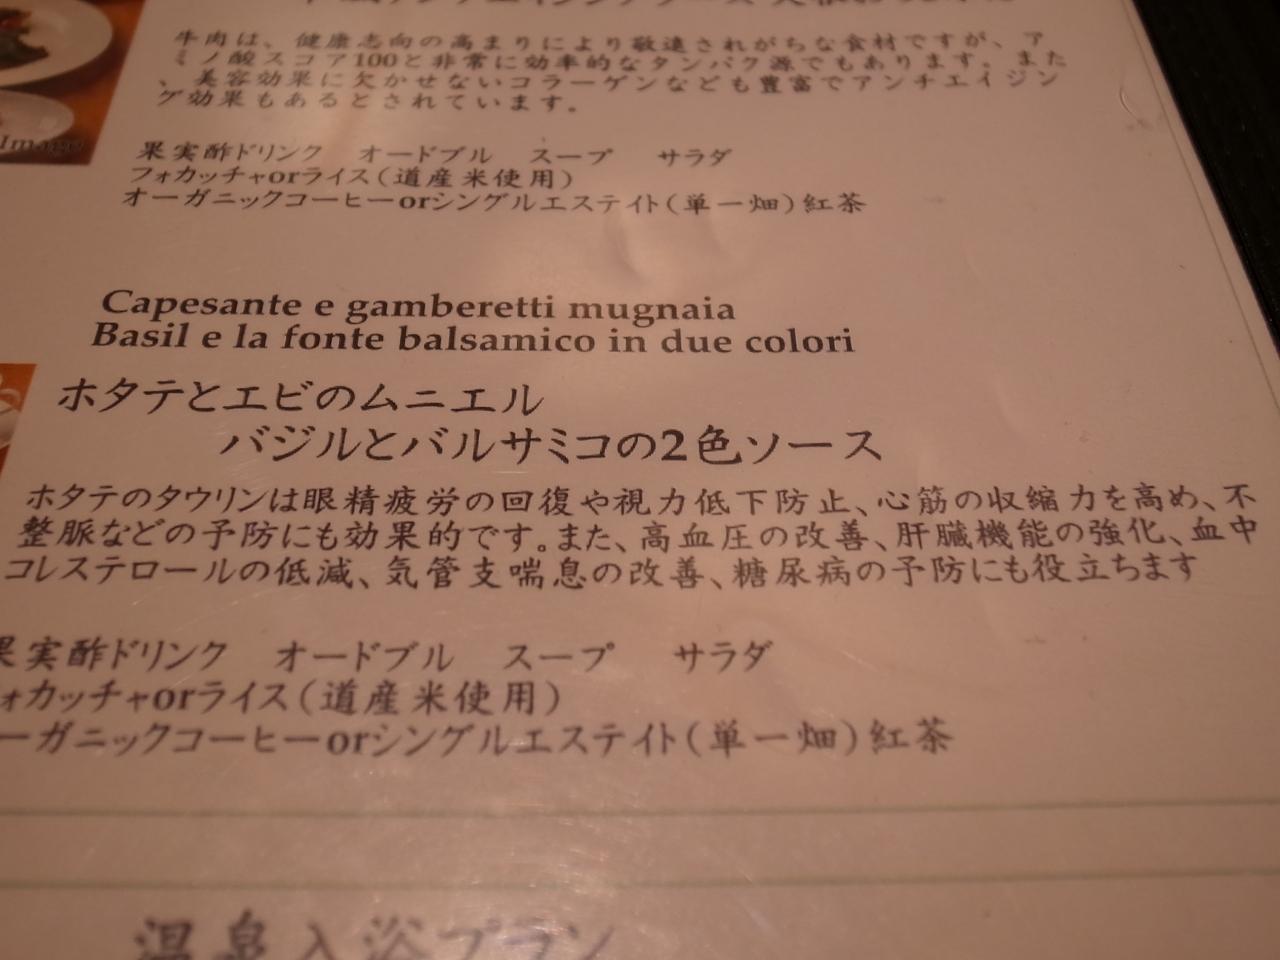 牛肉は、健康志向の高まりにより敬遠されがちな食材ですが、ア
ミノ酸スコア100と非常に効率的なタンパク源でもあります。また
、美容効果に欠かせないコラーゲンなども豊富でアンチエイジン
グ効果もあるとされています。
Image
果実酢ドリンク オードブル スープ サラダ
フォカッチャorライス(道産米使用)
オーガニックコーヒーorシングルエステイト(単一畑)紅茶
Capesante e gamberetti mugnaia
Basil e la fonte balsamico in due colori
ホタテとエビのムニエル
バジルとバルサミコの2色ソース
ホタテのタウリンは眼精疲労の回復や視力低下防止、心筋の収縮力を高め、不
整脈などの予防にも効果的です。また、高血圧の改善、肝臓機能の強化、血中
コレステロールの低減、気管支喘息の改善、糖尿病の予防にも役立ちます
果実酢ドリンク オードブル スープ サラダ
ォカッチャorライス(道産米使用)
ーガニックコーヒーorシングルエステイト(単一畑)紅茶
温泉入浴プラン